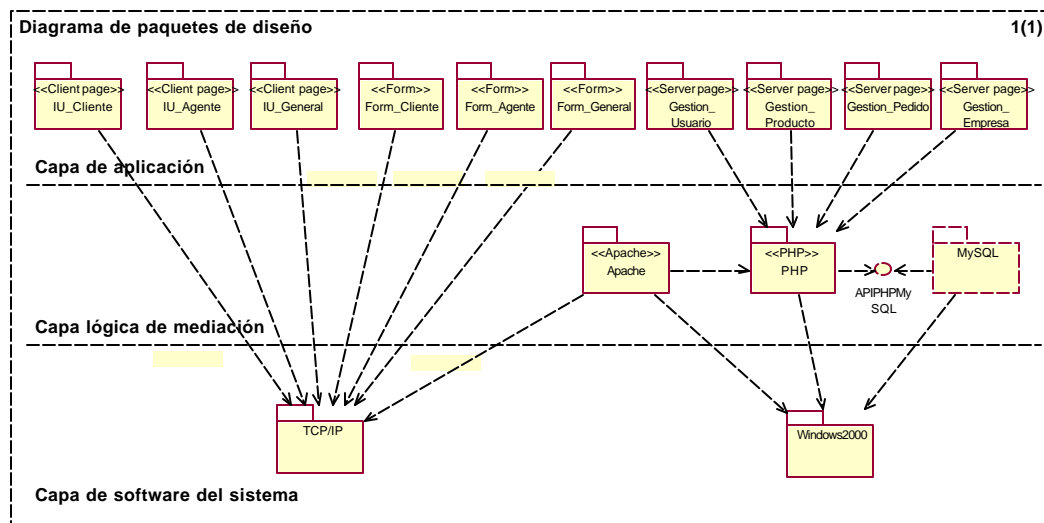 Diagrama de paquetes de diseño 1(1)
<<Client page>> <<Client page>> <<Client page>> <<Form>> <<Form>> <<Form>> <<Server page>> <<Server page>> <<Server page>> <<Server page>>
IU_Cliente IU_Agente IU_General Form_Cliente Form_Agente Form_General Gestion_ Gestion_ Gestion_Pedido Gestion_
Usuario Producto Empresa
Capa de aplicación
<<Apache>> <<PHP>> MySQL
Apache PHP
APIPHPMy
SQL
Capa lógica de mediación
TCP/IP Windows2000
Capa de software del sistema